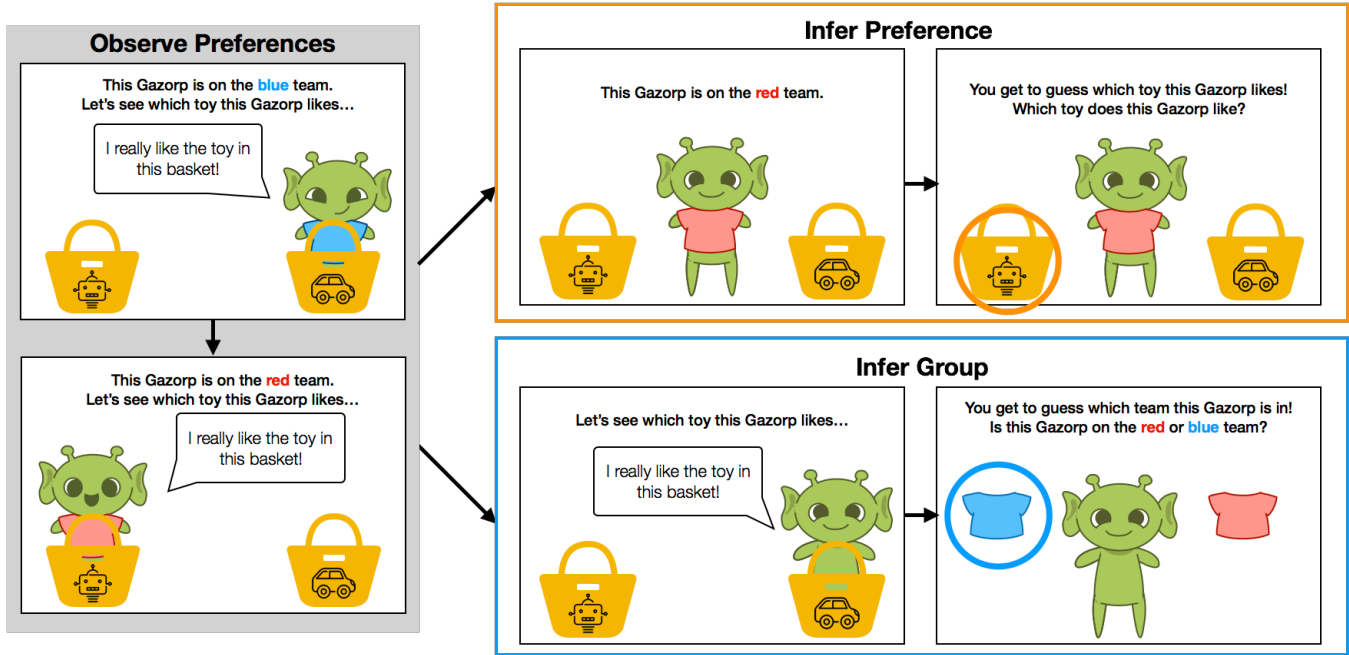 Observe Preferences
This Gazorp is on the blue team.
Let's see which toy this Gazorp likes...
I really like the toy in
this basket!
This Gazorp is on the red team.
Let's see which toy this Gazorp likes...
I really like the toy in
this basket!
Infer Preference
This Gazorp is on the red team.
You get to guess which toy this Gazorp likes!
Which toy does this Gazorp like?
Infer Group
Let's see which toy this Gazorp likes...
I really like the toy in
this basket!
You get to guess which team this Gazorp is in!
Is this Gazorp on the red or blue team?